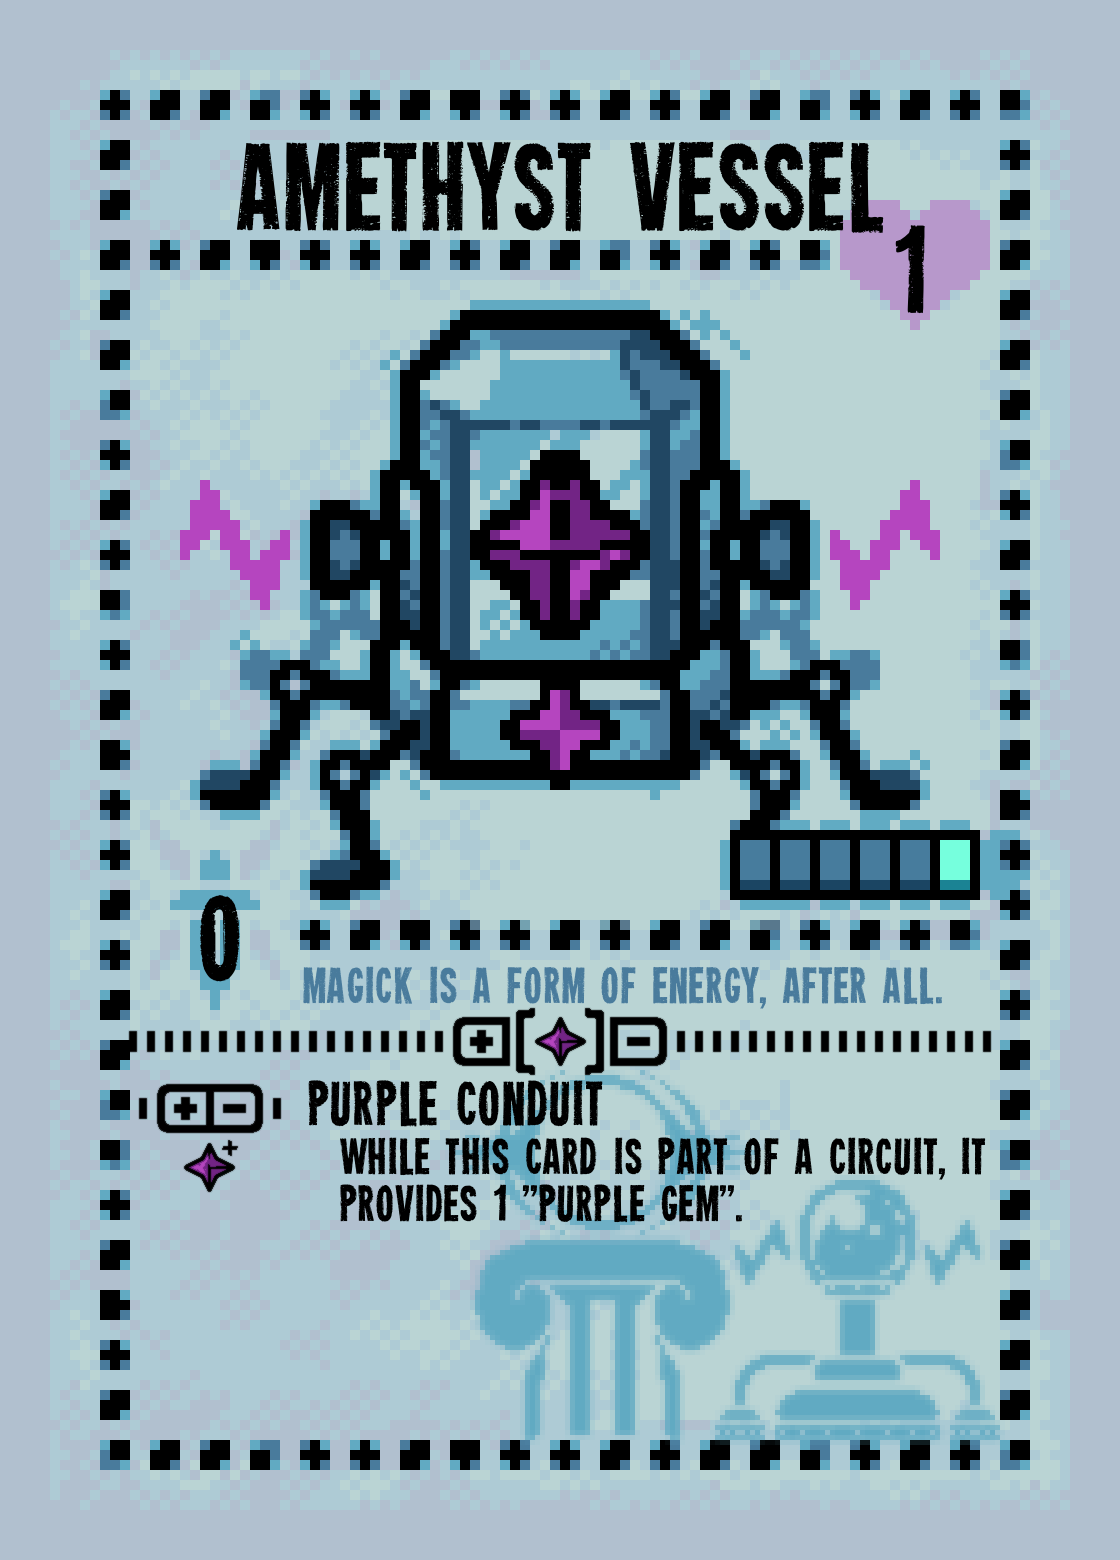 AMETHYST VESSEL
1
0
MAGICK IS A FORM OF ENERGY, AFTER ALL.
+ [ ] -
+ - PURPLE CONDUIT
+ WHILE THIS CARD IS PART OF A CIRCUIT, IT
PROVIDES 1 "PURPLE GEM".